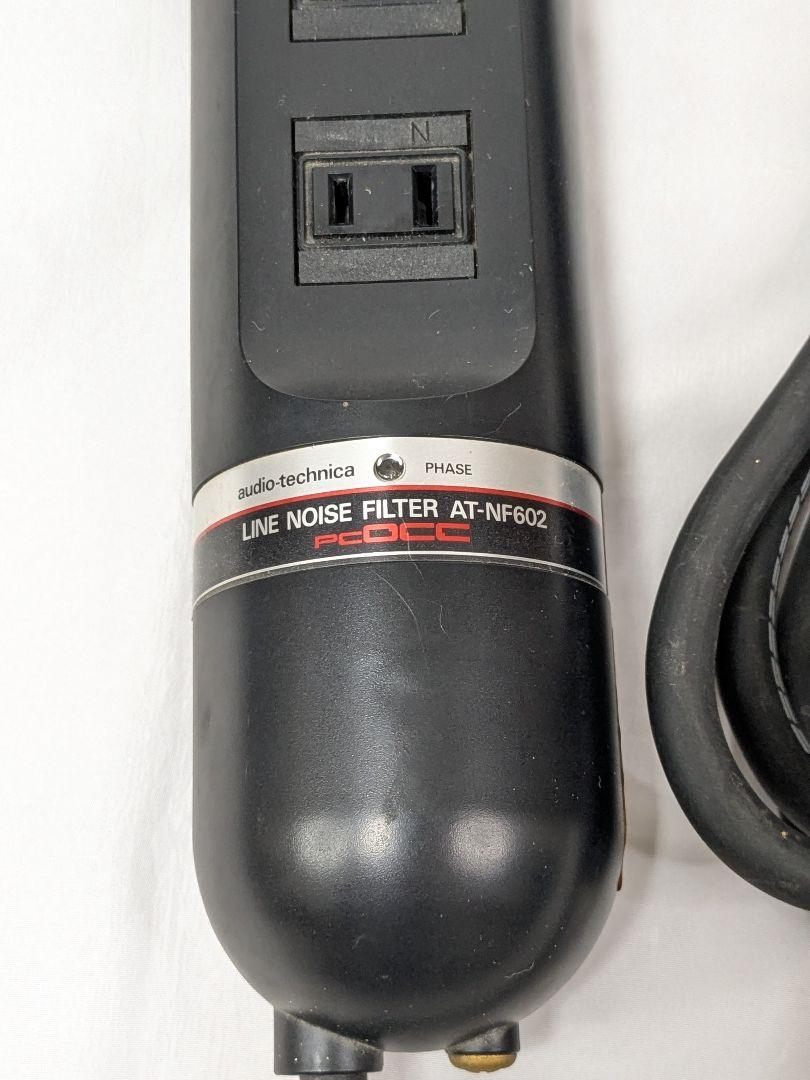 N
audio-technica PHASE
LINE NOISE FILTER AT-NF602
PCOCC